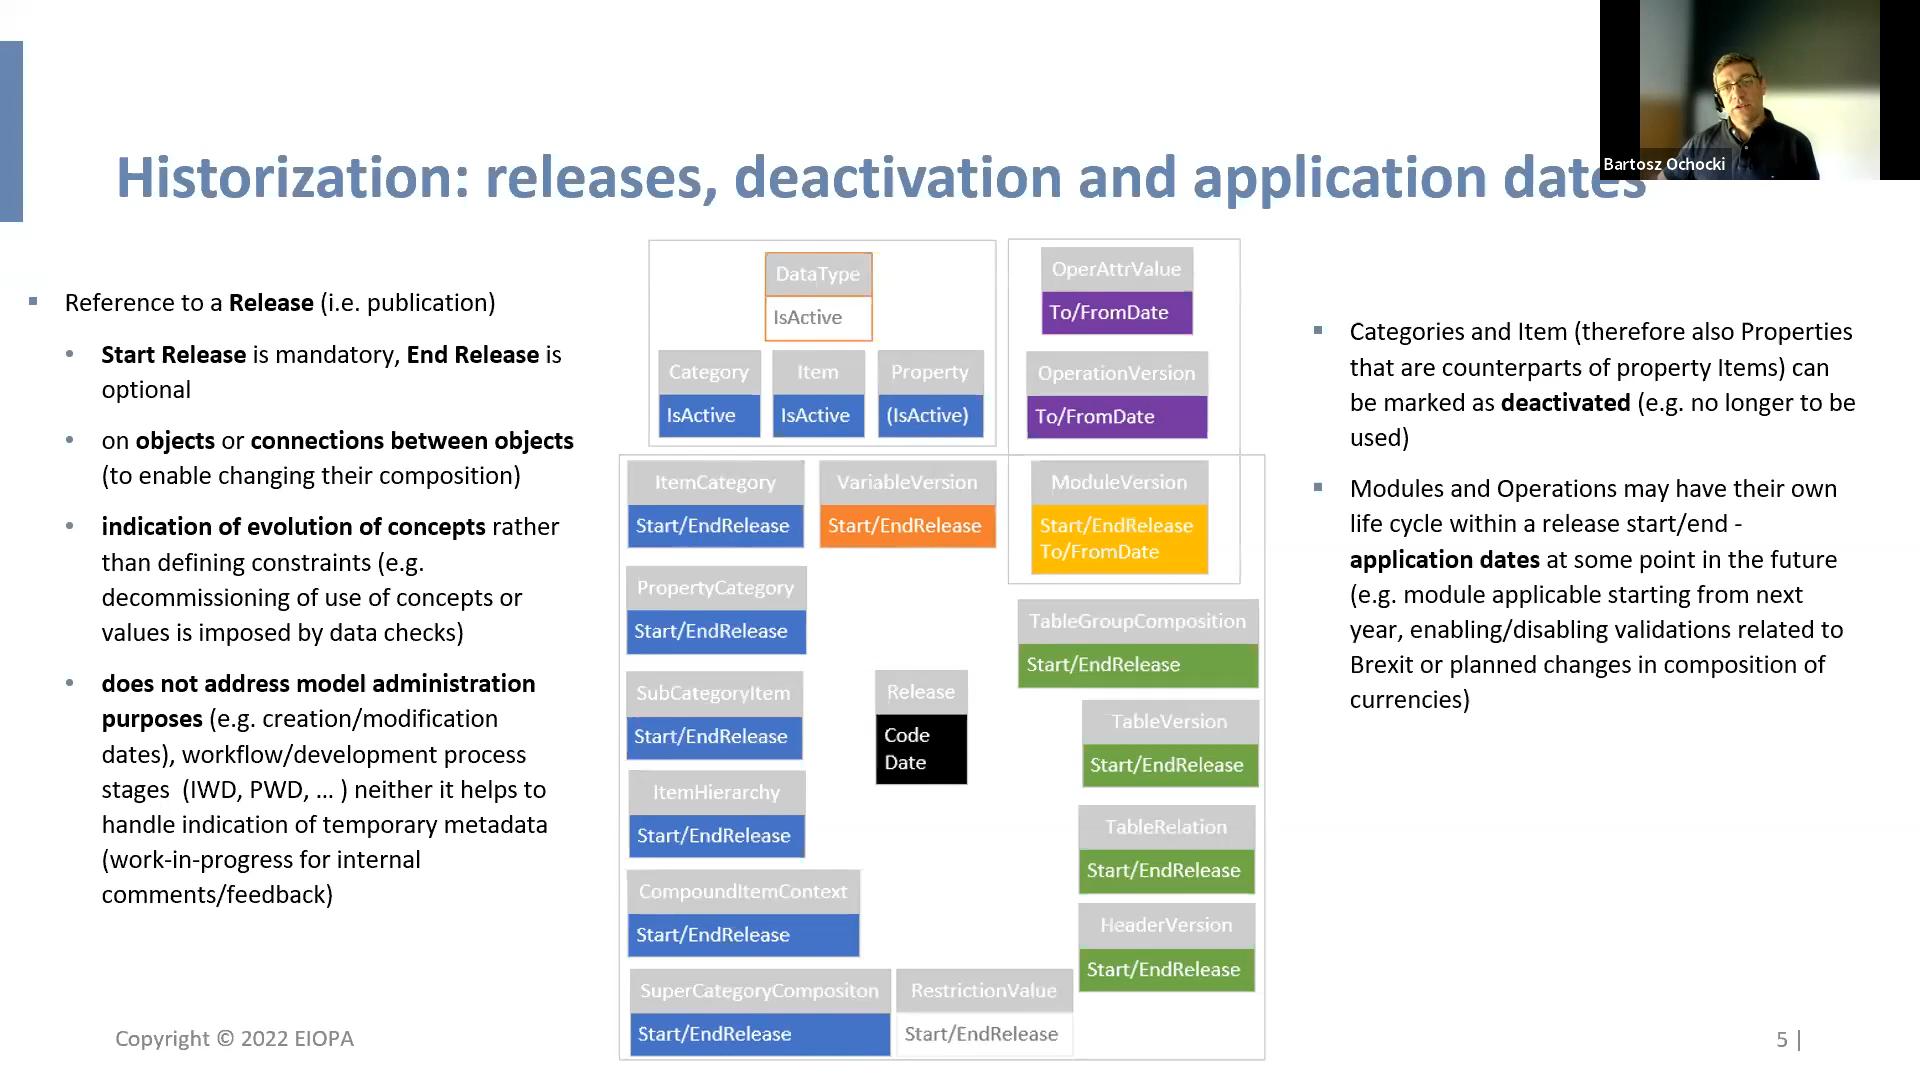 Bartosz Ochocki
Historization: releases, deactivation and application dates
Reference to a Release (i.e. publication)
Start Release is mandatory, End Release is
optional
on objects or connections between objects
(to enable changing their composition)
indication of evolution of concepts rather
than defining constraints (e.g.
decommissioning of use of concepts or
values is imposed by data checks)
does not address model administration
purposes (e.g. creation/modification
dates), workflow/development process
stages (IWD, PWD, ... ) neither it helps to
handle indication of temporary metadata
(work-in-progress for internal
comments/feedback)
DataType
IsActive
Category
IsActive
Item
IsActive
Property
(IsActive)
OperAttrValue
To/FromDate
OperationVersion
To/FromDate
ItemCategory
Start/EndRelease
VariableVersion
Start/EndRelease
ModuleVersion
Start/EndRelease
To/FromDate
PropertyCategory
Start/EndRelease
TableGroupComposition
Start/EndRelease
SubCategoryItem
Start/EndRelease
Release
Code
Date
TableVersion
Start/EndRelease
ItemHierarchy
Start/EndRelease
TableRelation
Start/EndRelease
CompoundItemContext
Start/EndRelease
HeaderVersion
Start/EndRelease
SuperCategoryCompositon
Start/EndRelease
RestrictionValue
Start/EndRelease
Categories and Item (therefore also Properties
that are counterparts of property Items) can
be marked as deactivated (e.g. no longer to be
used)
Modules and Operations may have their own
life cycle within a release start/end -
application dates at some point in the future
(e.g. module applicable starting from next
year, enabling/disabling validations related to
Brexit or planned changes in composition of
currencies)
Copyright © 2022 EIOPA
5 |